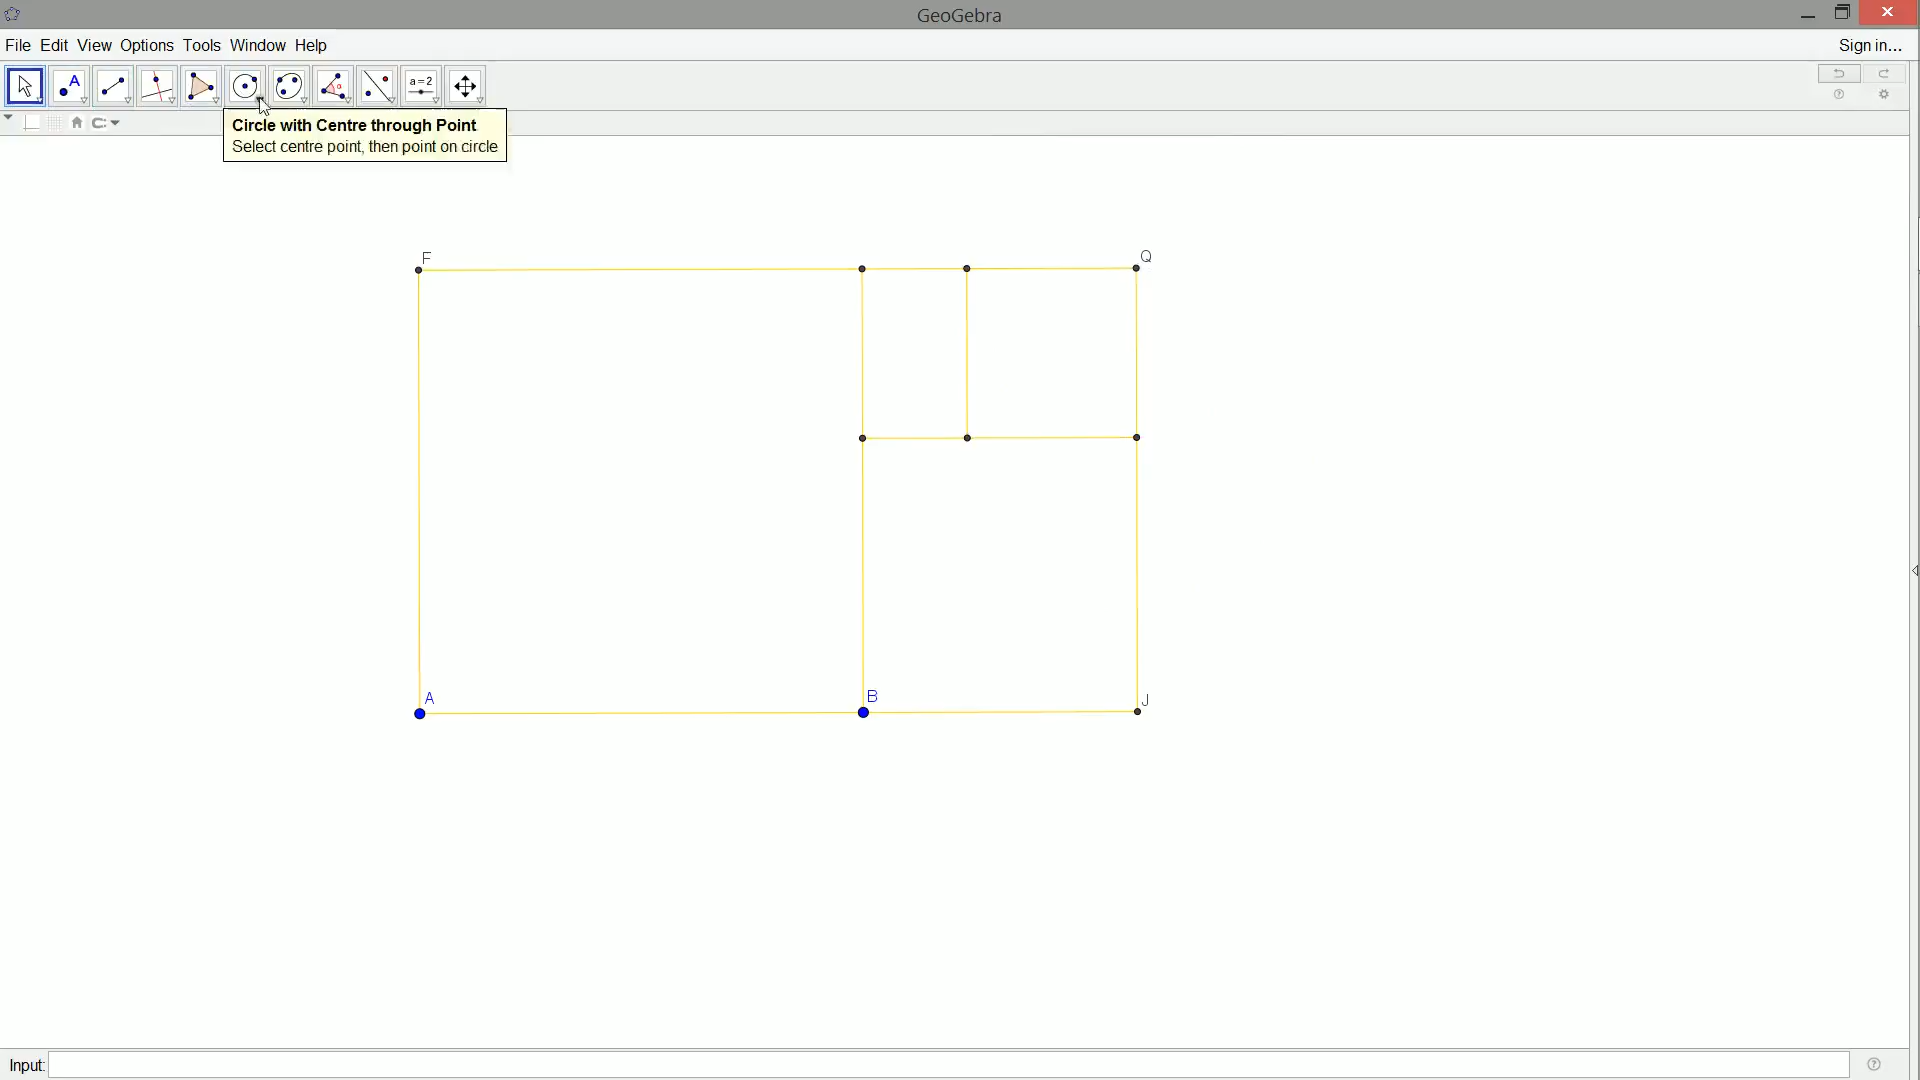 GeoGebra
File Edit View Options Tools Window Help
Sign in...
A
α
a=2
Circle with Centre through Point
Select centre point, then point on circle
F
Q
A
B
J
Input: